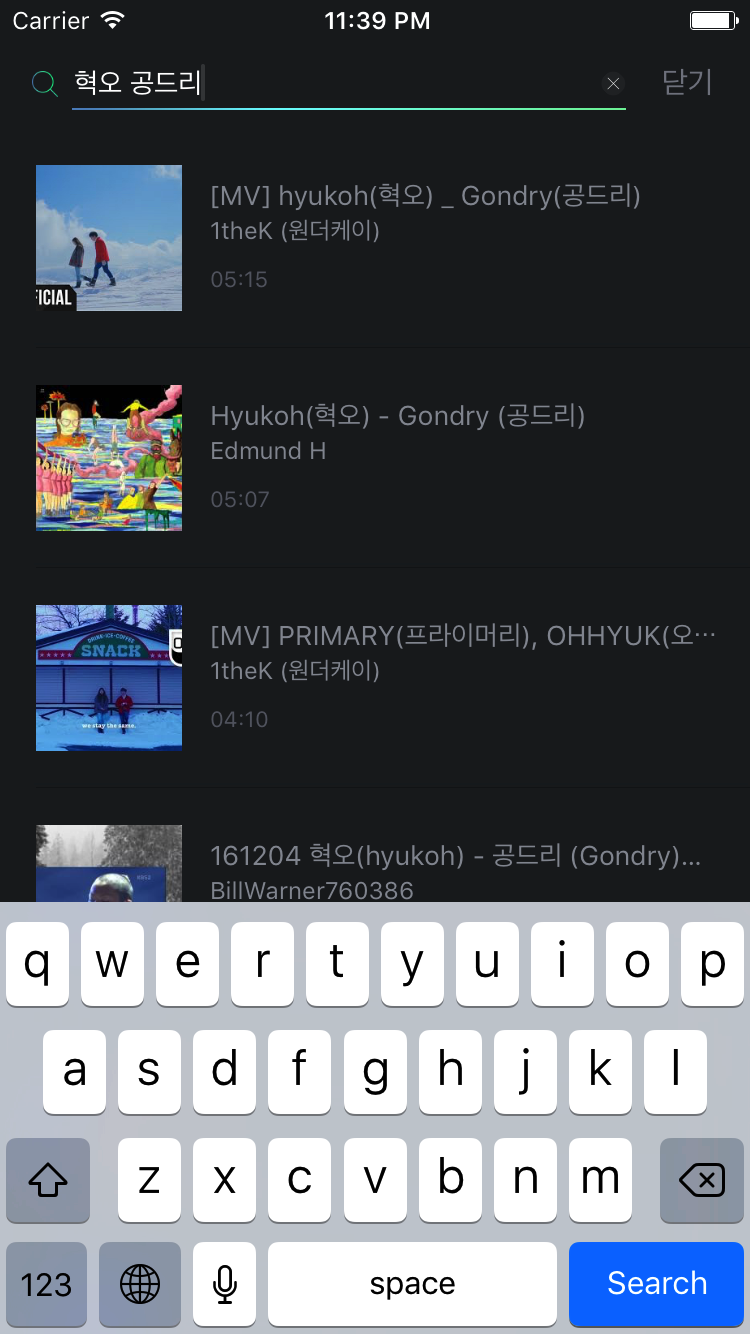 Carrier
11:39 PM
혁오 공드리
닫기
[MV] hyukoh(혁오) _ Gondry(공드리)
1theK (원더케이)
05:15
FICIAL
Hyukoh(혁오) - Gondry (공드리)
Edmund H
05:07
[MV] PRIMARY(프라이머리), OHHYUK(오…
1theK (원더케이)
04:10
DRINK·ICE·COFFEE
SNACK
we stay the same.
161204 혁오(hyukoh) - 공드리 (Gondry)...
BillWarner760386
q w e r t y u i o p
a s d f g h j k l
z x c v b n m
123
space
Search